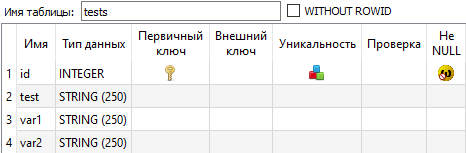 Имя таблицы: tests WITHOUT ROWID
Имя Тип данных Первичный ключ Внешний ключ Уникальность Проверка Не NULL
1 id INTEGER
2 test STRING (250)
3 var1 STRING (250)
4 var2 STRING (250)